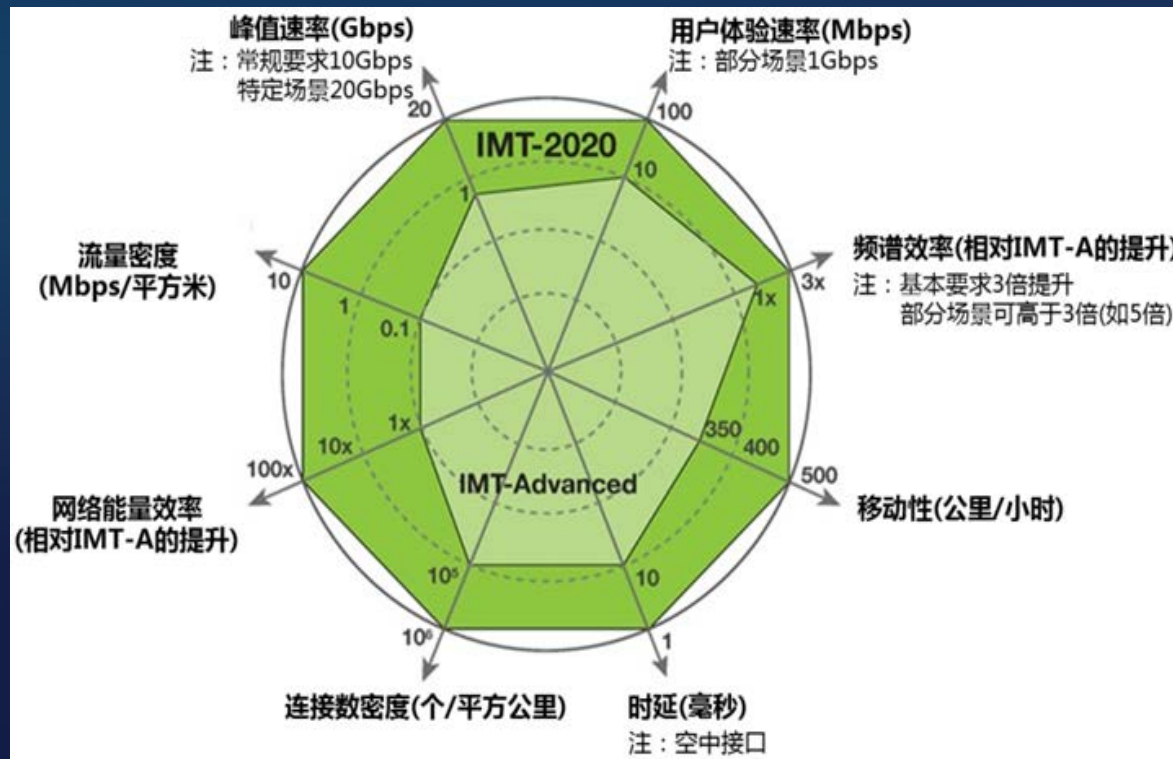 峰值速率(Gbps)
注：常规要求10Gbps
特定场景20Gbps
用户体验速率(Mbps)
注：部分场景1Gbps
20
100
IMT-2020
1
10
流量密度
(Mbps/平方米)
频谱效率(相对IMT-A的提升)
注：基本要求3倍提升
部分场景可高于3倍(如5倍)
10
1
0.1
1x
3x
1x
10x
100x
350
400
500
网络能量效率
(相对IMT-A的提升)
IMT-Advanced
移动性(公里/小时)
10⁵
10
10⁶
1
连接数密度(个/平方公里)
时延(毫秒)
注：空中接口